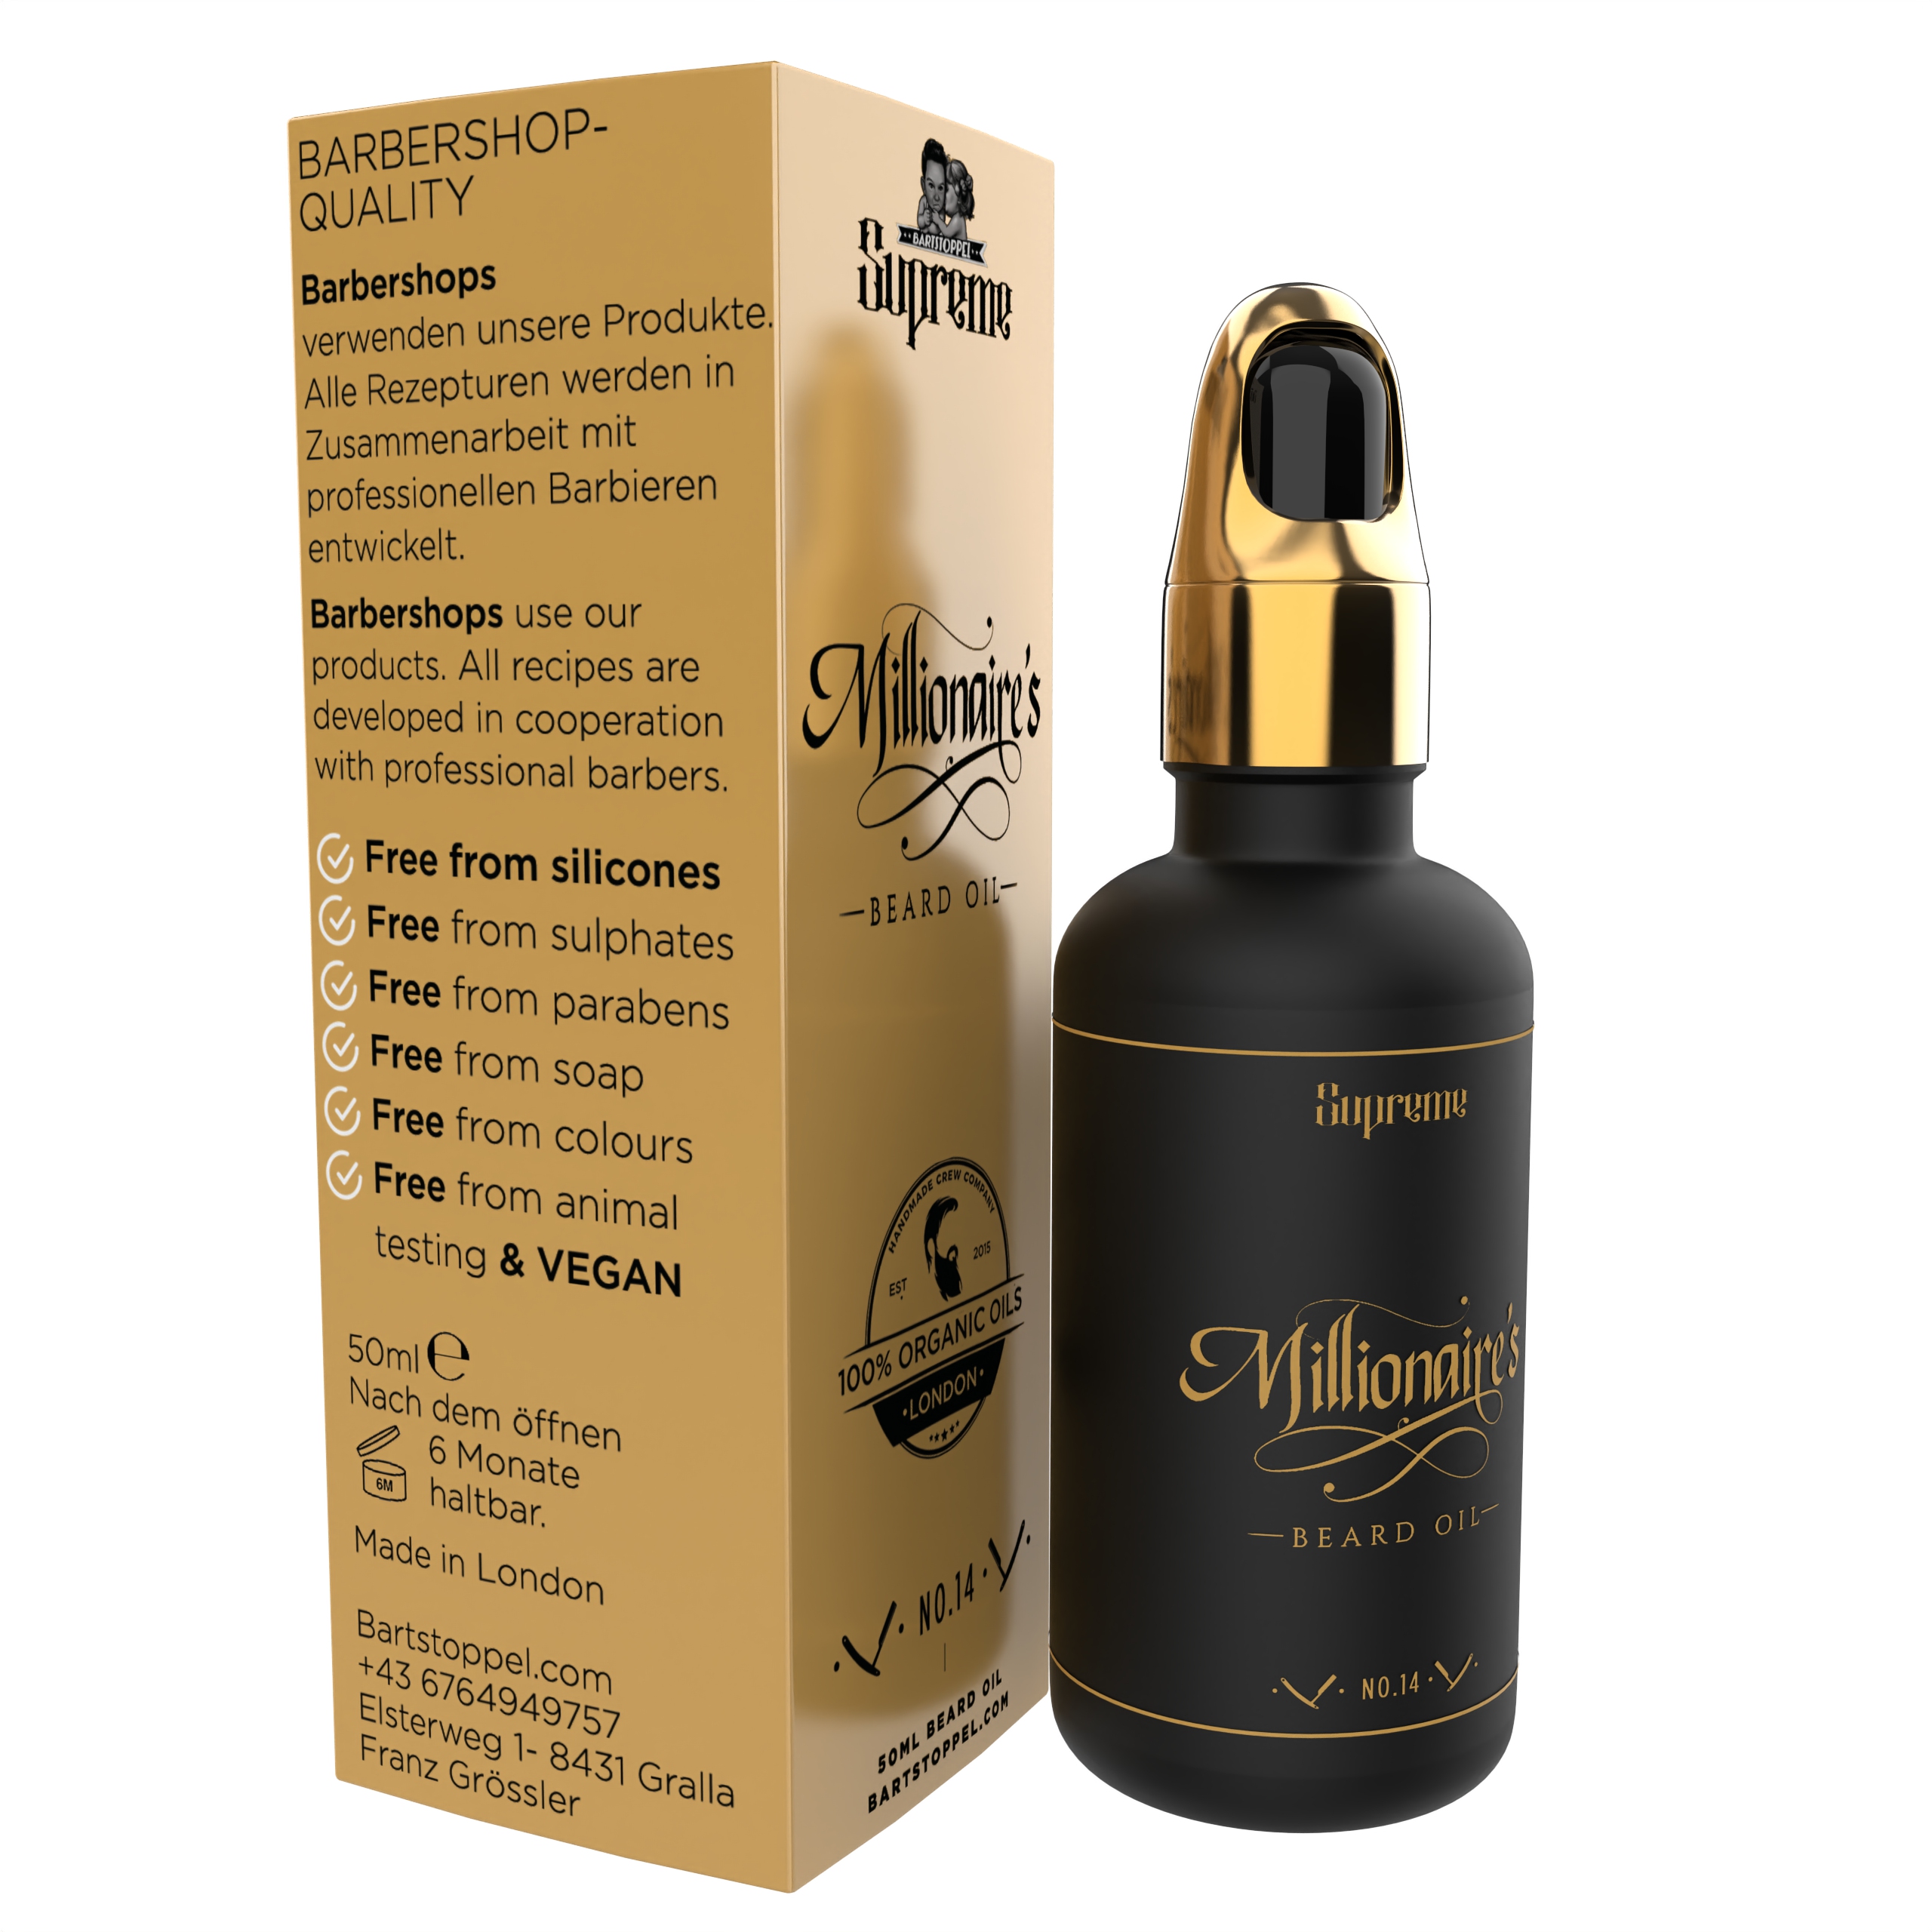 BARBERSHOP-
QUALITY
Barbershops
verwenden unsere Produkte.
Alle Rezepturen werden in
Zusammenarbeit mit
professionellen Barbieren
entwickelt.
Barbershops use our
products. All recipes are
developed in cooperation
with professional barbers.
Free from silicones
Free from sulphates
Free from parabens
Free from soap
Free from colours
Free from animal
testing & VEGAN
50ml ℮
Nach dem öffnen
6 Monate
haltbar.
6M
Made in London
Bartstoppel.com
+43 6764949757
Elsterweg 1- 8431 Gralla
Franz Grössler
BARTSTOPPEL
Supreme
Millionaire's
BEARD OIL
HANDMADE CREW COMPANY
EST 2015
100% ORGANIC OILS
LONDON
NO.14
50ML BEARD OIL
BARTSTOPPEL.COM
Supreme
Millionaire's
BEARD OIL
NO.14